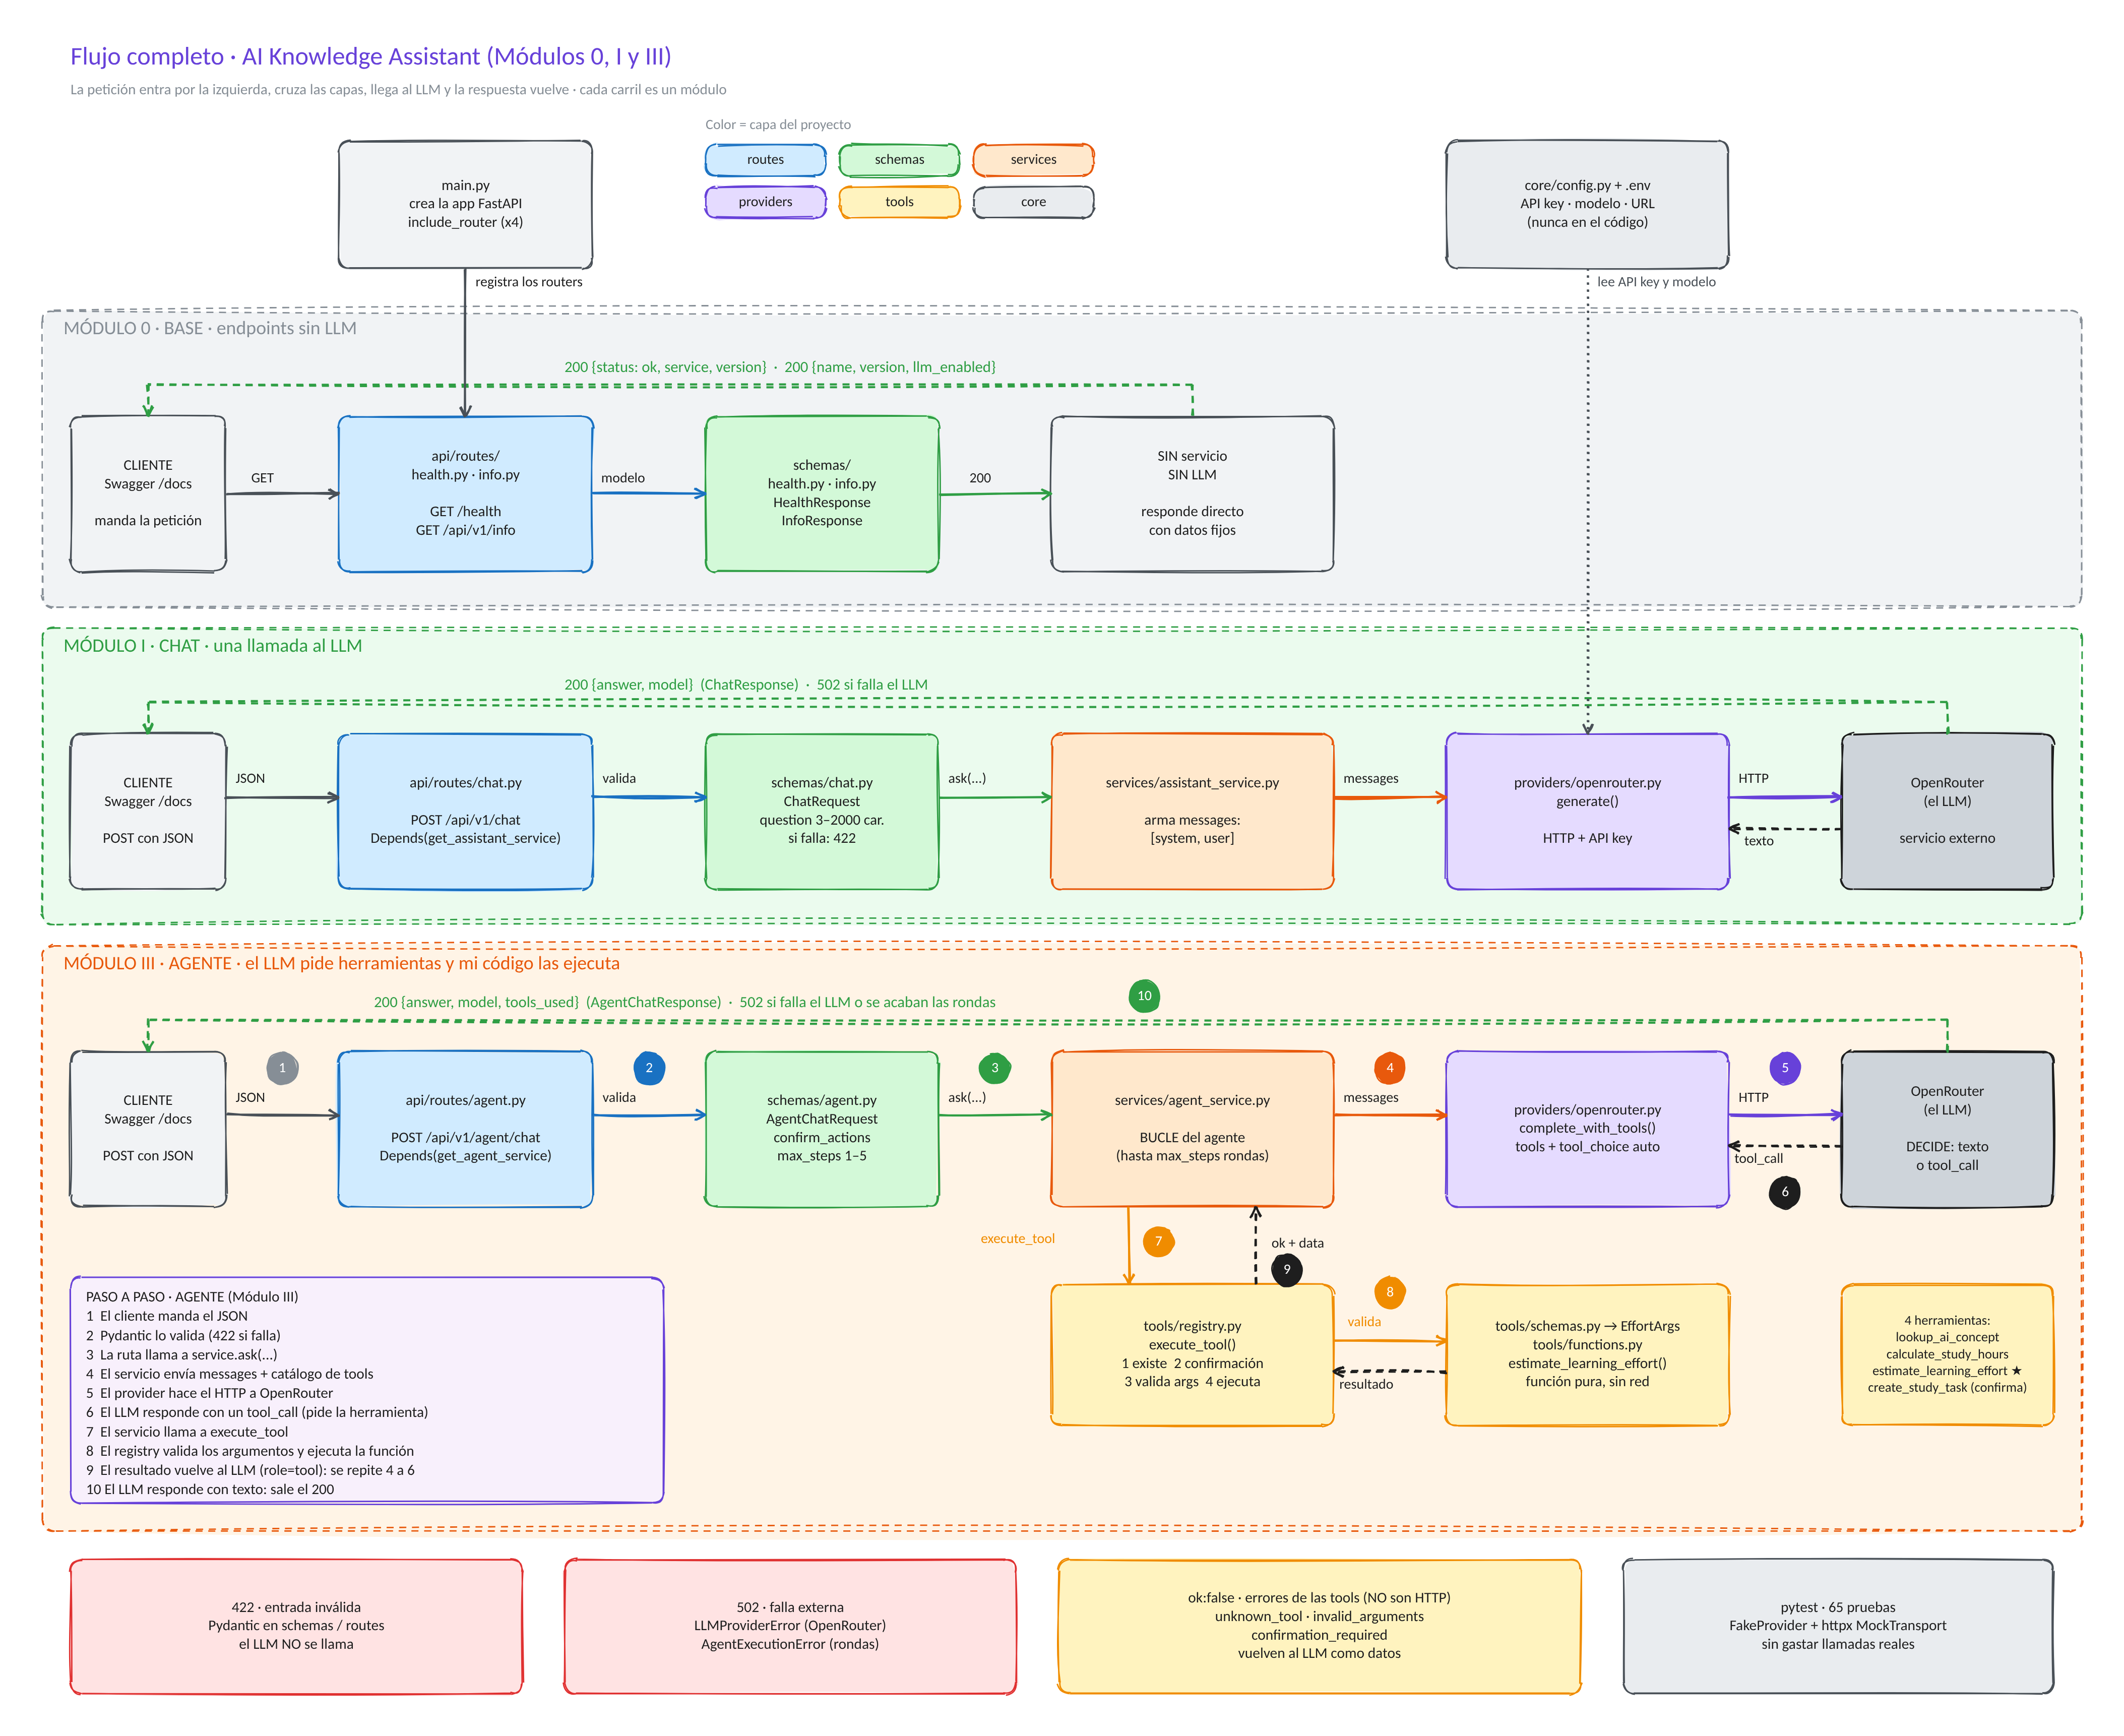 Flujo completo · AI Knowledge Assistant (Módulos 0, I y III)
La petición entra por la izquierda, cruza las capas, llega al LLM y la respuesta vuelve · cada carril es un módulo
Color = capa del proyecto
routes
schemas
services
providers
tools
core
main.py
crea la app FastAPI
include_router (x4)
registra los routers
core/config.py + .env
API key · modelo · URL
(nunca en el código)
lee API key y modelo
MÓDULO 0 · BASE · endpoints sin LLM
200 {status: ok, service, version} · 200 {name, version, llm_enabled}
CLIENTE
Swagger /docs
manda la petición
GET
api/routes/
health.py · info.py
GET /health
GET /api/v1/info
modelo
schemas/
health.py · info.py
HealthResponse
InfoResponse
200
SIN servicio
SIN LLM
responde directo
con datos fijos
MÓDULO I · CHAT · una llamada al LLM
200 {answer, model} (ChatResponse) · 502 si falla el LLM
CLIENTE
Swagger /docs
POST con JSON
JSON
api/routes/chat.py
POST /api/v1/chat
Depends(get_assistant_service)
valida
schemas/chat.py
ChatRequest
question 3–2000 car.
si falla: 422
ask(...)
services/assistant_service.py
arma messages:
[system, user]
messages
providers/openrouter.py
generate()
HTTP + API key
HTTP
texto
OpenRouter
(el LLM)
servicio externo
MÓDULO III · AGENTE · el LLM pide herramientas y mi código las ejecuta
200 {answer, model, tools_used} (AgentChatResponse) · 502 si falla el LLM o se acaban las rondas
10
CLIENTE
Swagger /docs
POST con JSON
1
JSON
api/routes/agent.py
POST /api/v1/agent/chat
Depends(get_agent_service)
2
valida
schemas/agent.py
AgentChatRequest
confirm_actions
max_steps 1–5
3
ask(...)
services/agent_service.py
BUCLE del agente
(hasta max_steps rondas)
4
messages
providers/openrouter.py
complete_with_tools()
tools + tool_choice auto
5
HTTP
tool_call
6
OpenRouter
(el LLM)
DECIDE: texto
o tool_call
execute_tool
7
ok + data
9
8
PASO A PASO · AGENTE (Módulo III)
1 El cliente manda el JSON
2 Pydantic lo valida (422 si falla)
3 La ruta llama a service.ask(...)
4 El servicio envía messages + catálogo de tools
5 El provider hace el HTTP a OpenRouter
6 El LLM responde con un tool_call (pide la herramienta)
7 El servicio llama a execute_tool
8 El registry valida los argumentos y ejecuta la función
9 El resultado vuelve al LLM (role=tool): se repite 4 a 6
10 El LLM responde con texto: sale el 200
tools/registry.py
execute_tool()
1 existe 2 confirmación
3 valida args 4 ejecuta
valida
resultado
tools/schemas.py → EffortArgs
tools/functions.py
estimate_learning_effort()
función pura, sin red
4 herramientas:
lookup_ai_concept
calculate_study_hours
estimate_learning_effort ★
create_study_task (confirma)
422 · entrada inválida
Pydantic en schemas / routes
el LLM NO se llama
502 · falla externa
LLMProviderError (OpenRouter)
AgentExecutionError (rondas)
ok:false · errores de las tools (NO son HTTP)
unknown_tool · invalid_arguments
confirmation_required
vuelven al LLM como datos
pytest · 65 pruebas
FakeProvider + httpx MockTransport
sin gastar llamadas reales